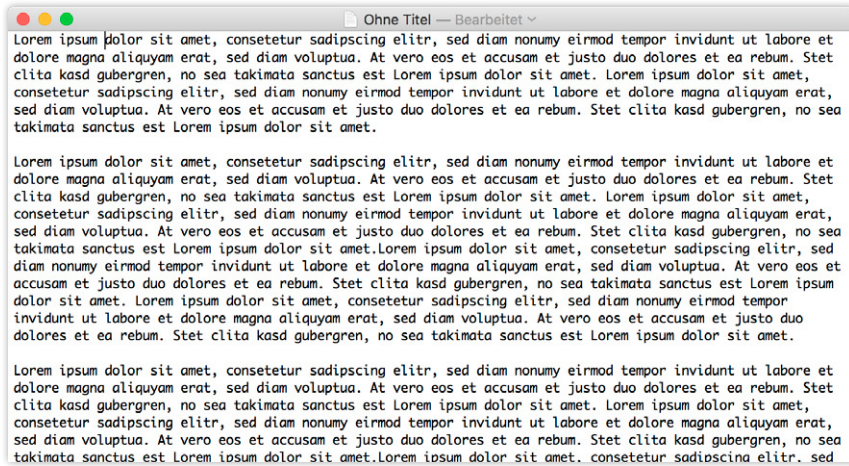 Ohne Titel — Bearbeitet
Lorem ipsum dolor sit amet, consetetur sadipscing elitr, sed diam nonumy eirmod tempor invidunt ut labore et
dolore magna aliquyam erat, sed diam voluptua. At vero eos et accusam et justo duo dolores et ea rebum. Stet
clita kasd gubergren, no sea takimata sanctus est Lorem ipsum dolor sit amet. Lorem ipsum dolor sit amet,
consetetur sadipscing elitr, sed diam nonumy eirmod tempor invidunt ut labore et dolore magna aliquyam erat,
sed diam voluptua. At vero eos et accusam et justo duo dolores et ea rebum. Stet clita kasd gubergren, no sea
takimata sanctus est Lorem ipsum dolor sit amet.
Lorem ipsum dolor sit amet, consetetur sadipscing elitr, sed diam nonumy eirmod tempor invidunt ut labore et
dolore magna aliquyam erat, sed diam voluptua. At vero eos et accusam et justo duo dolores et ea rebum. Stet
clita kasd gubergren, no sea takimata sanctus est Lorem ipsum dolor sit amet. Lorem ipsum dolor sit amet,
consetetur sadipscing elitr, sed diam nonumy eirmod tempor invidunt ut labore et dolore magna aliquyam erat,
sed diam voluptua. At vero eos et accusam et justo duo dolores et ea rebum. Stet clita kasd gubergren, no sea
takimata sanctus est Lorem ipsum dolor sit amet.Lorem ipsum dolor sit amet, consetetur sadipscing elitr, sed
diam nonumy eirmod tempor invidunt ut labore et dolore magna aliquyam erat, sed diam voluptua. At vero eos et
accusam et justo duo dolores et ea rebum. Stet clita kasd gubergren, no sea takimata sanctus est Lorem ipsum
dolor sit amet. Lorem ipsum dolor sit amet, consetetur sadipscing elitr, sed diam nonumy eirmod tempor
invidunt ut labore et dolore magna aliquyam erat, sed diam voluptua. At vero eos et accusam et justo duo
dolores et ea rebum. Stet clita kasd gubergren, no sea takimata sanctus est Lorem ipsum dolor sit amet.
Lorem ipsum dolor sit amet, consetetur sadipscing elitr, sed diam nonumy eirmod tempor invidunt ut labore et
dolore magna aliquyam erat, sed diam voluptua. At vero eos et accusam et justo duo dolores et ea rebum. Stet
clita kasd gubergren, no sea takimata sanctus est Lorem ipsum dolor sit amet. Lorem ipsum dolor sit amet,
consetetur sadipscing elitr, sed diam nonumy eirmod tempor invidunt ut labore et dolore magna aliquyam erat,
sed diam voluptua. At vero eos et accusam et justo duo dolores et ea rebum. Stet clita kasd gubergren, no sea
takimata sanctus est Lorem ipsum dolor sit amet.Lorem ipsum dolor sit amet, consetetur sadipscing elitr, sed